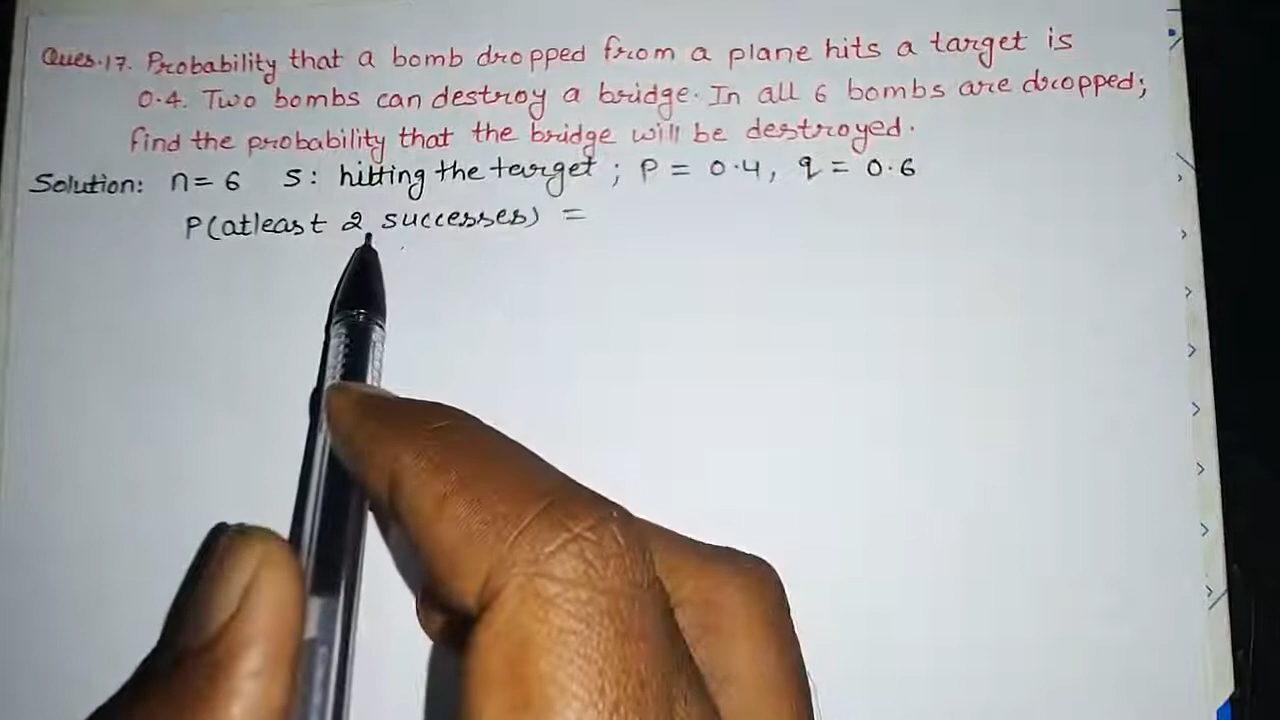 Ques.17. Probability that a bomb dropped from a plane hits a target is
0.4. Two bombs can destroy a bridge. In all 6 bombs are dropped;
find the probability that the bridge will be destroyed.
Solution: n = 6 S: hitting the target ; p = 0.4, q = 0.6
P(atleast 2 successes) =